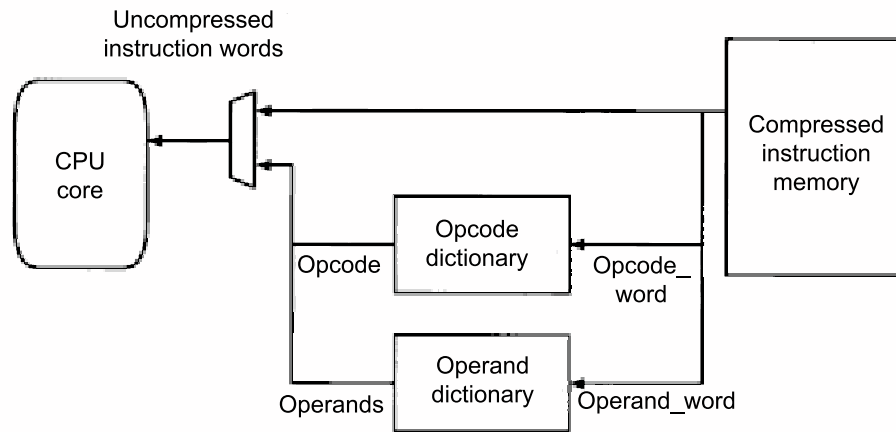 Uncompressed
instruction words
CPU
core
Compressed
instruction
memory
Opcode
dictionary
Opcode
Opcode_
word
Operand
dictionary
Operands
Operand_word